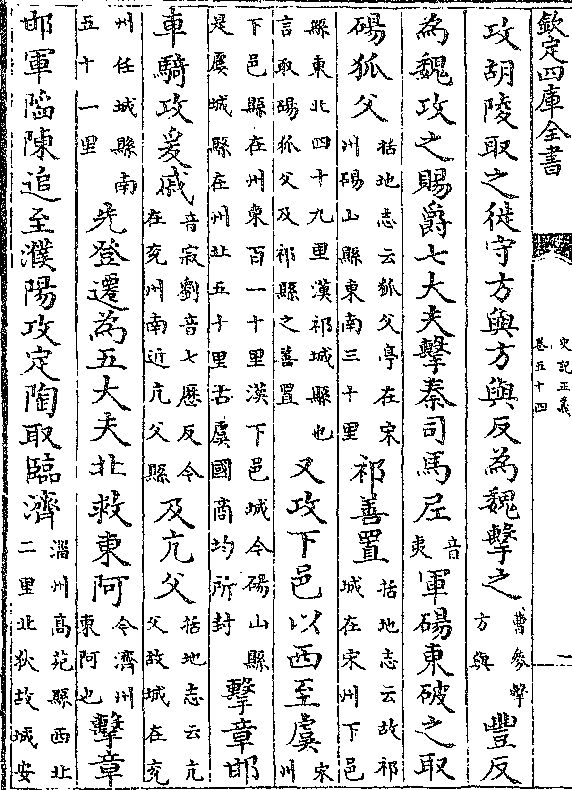 欽定四庫全書
史記正義
卷五十四
一
攻胡陵取之徙守方與方與反為魏擊之曹參擊方與豐反
為魏攻之賜爵七大夫擊秦司馬𡰥音夷軍碭東破之取
碭狐父括地志云狐父亭在宋州碭山縣東南三十里祁善置括地志云故祁城在宋州下邑
縣東北四十九里漢祁城縣也言取碭狐父及祁縣之善置又攻下邑以西至虞宋州
下邑縣在州東百一十里漢下邑城今碭山縣是虞城縣在州北五十里古虞國商均所封擊章邯
車騎攻爰戚音寂劉音七歷反今在兖州南近亢父縣及亢父括地志云亢父故城在兖
州任城縣南五十一里先登遷為五大夫北救東阿今濟州東阿也擊章
邯軍陷陳追至濮陽攻定陶取臨濟淄州高苑縣西北二里北狄故城安